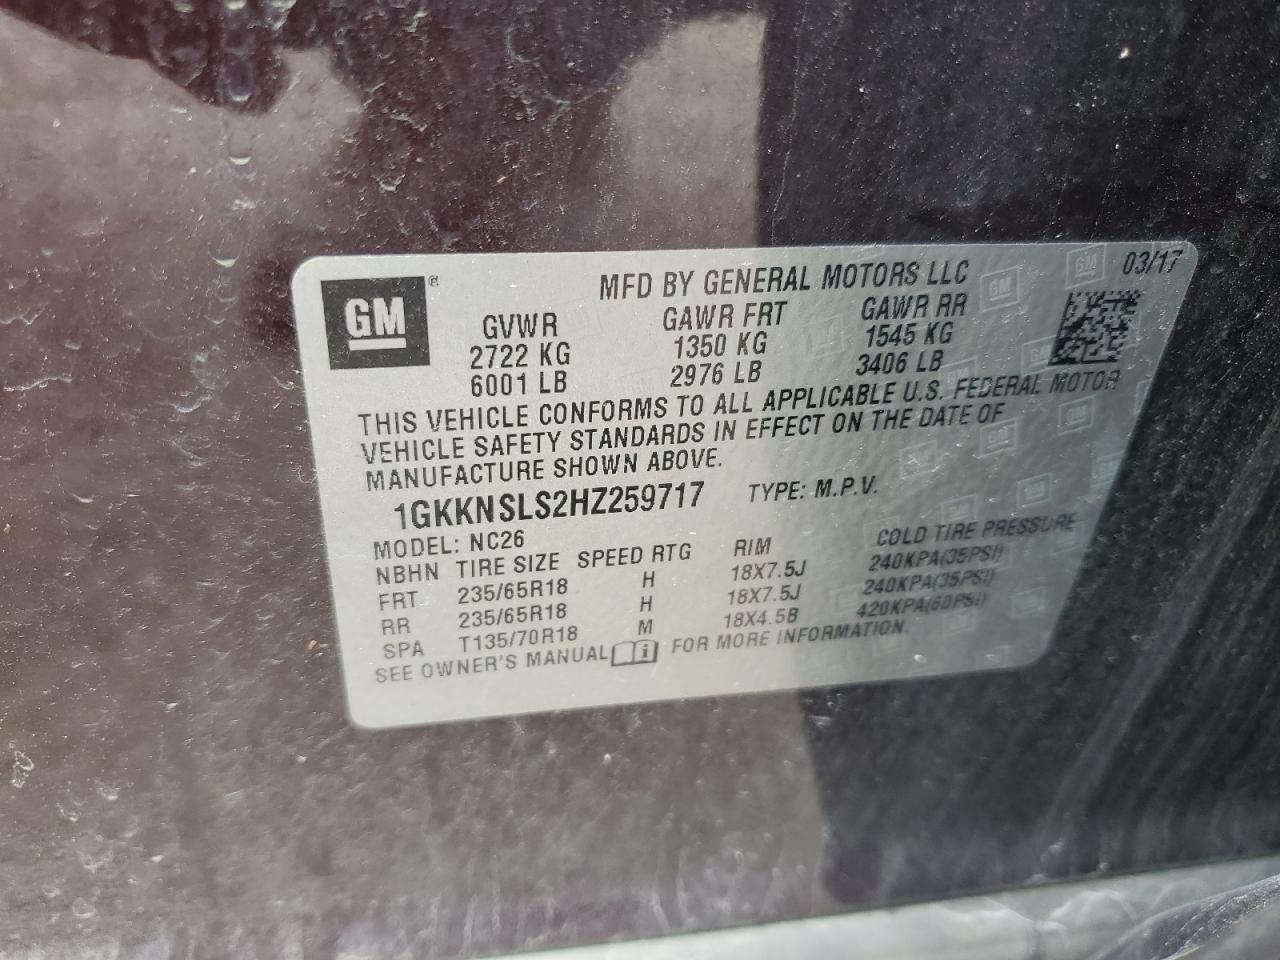 GM®
MFD BY GENERAL MOTORS LLC
03/17
GVWR GAWR FRT GAWR RR
2722 KG 1350 KG 1545 KG
6001 LB 2976 LB 3406 LB
THIS VEHICLE CONFORMS TO ALL APPLICABLE U.S. FEDERAL MOTOR
VEHICLE SAFETY STANDARDS IN EFFECT ON THE DATE OF
MANUFACTURE SHOWN ABOVE.
1GKKNSLS2HZ259717 TYPE: M.P.V.
MODEL: NC26
NBHN TIRE SIZE SPEED RTG RIM COLD TIRE PRESSURE
FRT 235/65R18 H 18X7.5J 240KPA(35PSI)
RR 235/65R18 H 18X7.5J 240KPA(35PSI)
SPA T135/70R18 M 18X4.5B 420KPA(60PSI)
SEE OWNER'S MANUAL i FOR MORE INFORMATION.